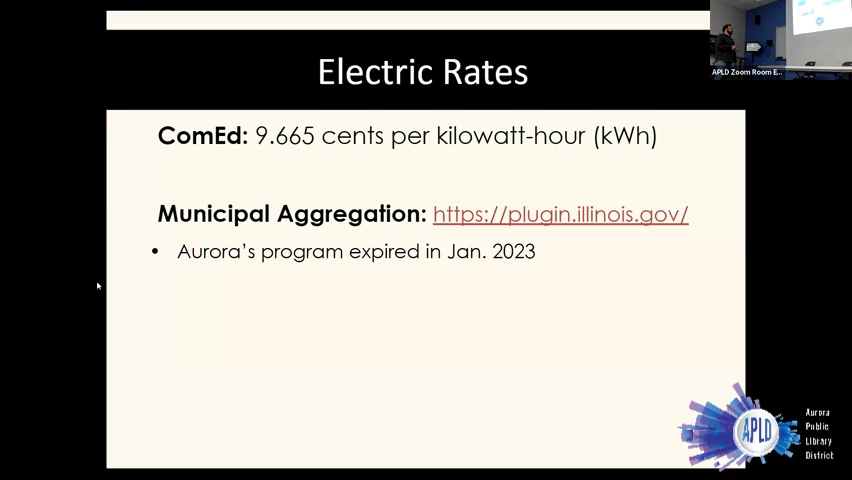 Electric Rates
APLD Zoom Room E...
ComEd: 9.665 cents per kilowatt-hour (kWh)
Municipal Aggregation: https://plugin.illinois.gov/
• Aurora’s program expired in Jan. 2023
APLD
Aurora
Public
Library
District